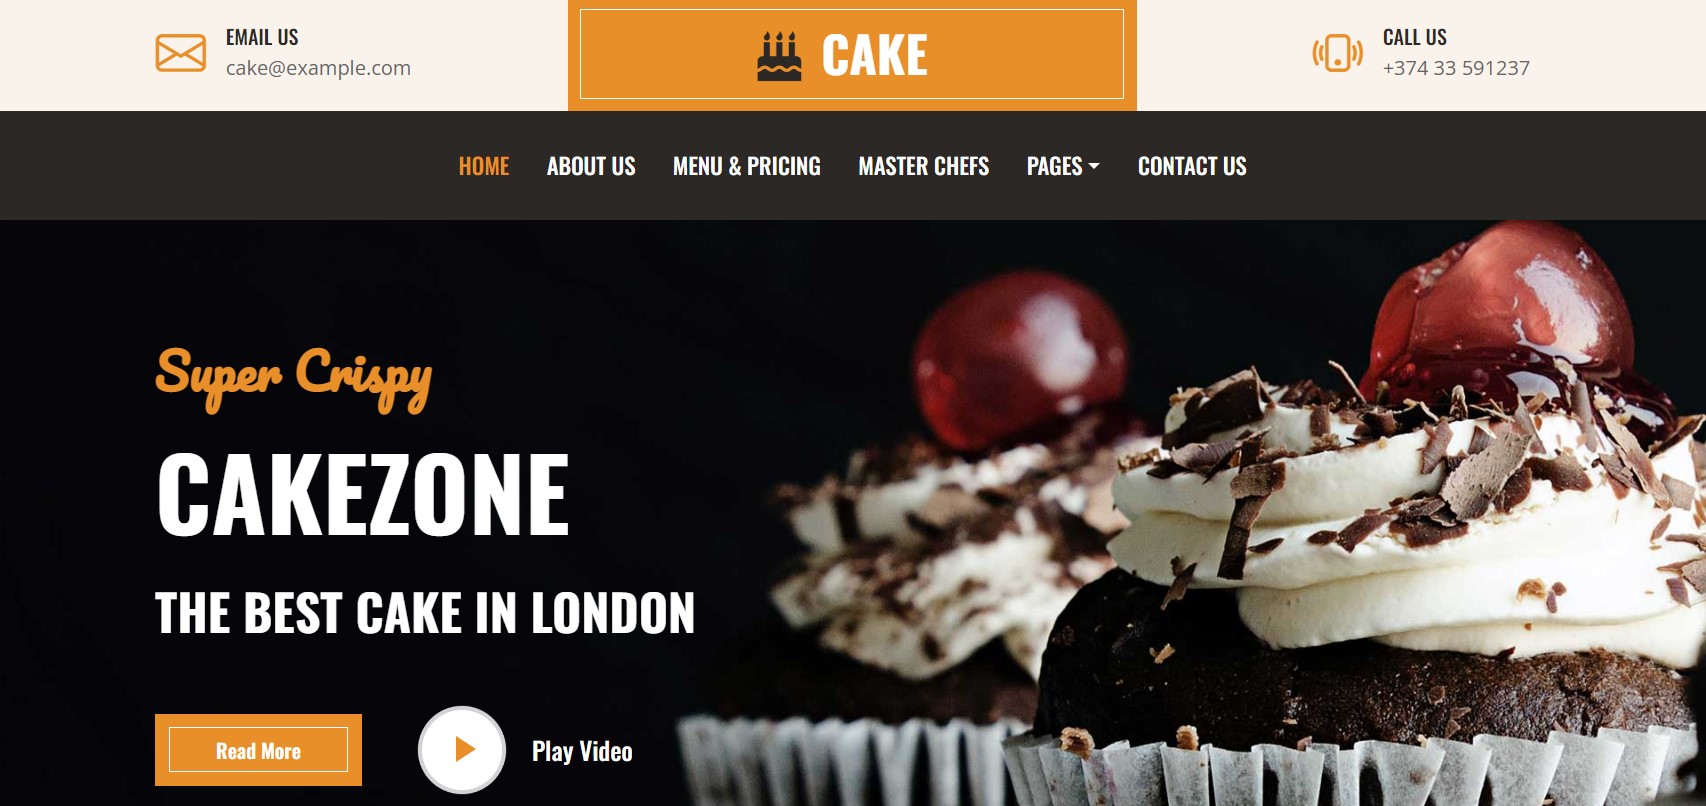 EMAIL US
cake@example.com
CAKE
CALL US
+374 33 591237
HOME ABOUT US MENU & PRICING MASTER CHEFS PAGES CONTACT US
Super Crispy
CAKEZONE
THE BEST CAKE IN LONDON
Read More Play Video